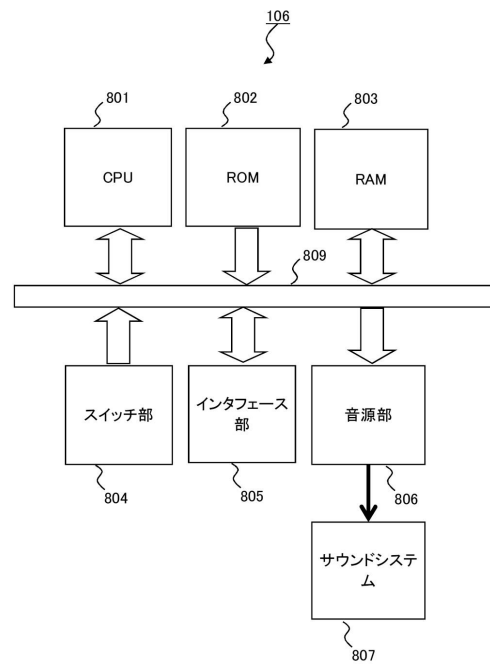 106
801
802
803
CPU
ROM
RAM
809
スイッチ部
インタフェース
部
音源部
804
805
806
サウンドシステ
ム
807